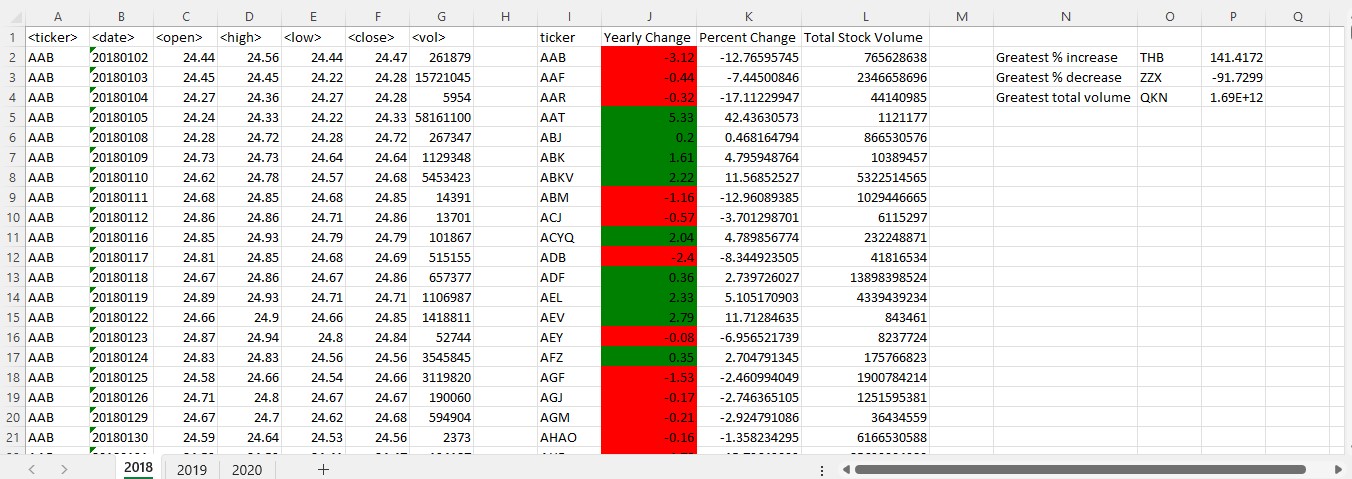 A B C D E F G H I J K L M N O P Q
1 <ticker> <date> <open> <high> <low> <close> <vol> ticker Yearly Change Percent Change Total Stock Volume
2 AAB 20180102 24.44 24.56 24.44 24.47 261879 AAB -3.12 -12.76595745 765628638 Greatest % increase THB 141.4172
3 AAB 20180103 24.45 24.45 24.22 24.28 15721045 AAF -0.44 -7.44500846 2346658696 Greatest % decrease ZZX -91.7299
4 AAB 20180104 24.27 24.36 24.27 24.28 5954 AAR -0.32 -17.11229947 44140985 Greatest total volume QKN 1.69E+12
5 AAB 20180105 24.24 24.33 24.22 24.33 58161100 AAT 5.33 42.43630573 1121177
6 AAB 20180108 24.28 24.72 24.28 24.72 267347 ABJ 0.2 0.468164794 866530576
7 AAB 20180109 24.73 24.73 24.64 24.64 1129348 ABK 1.61 4.795948764 10389457
8 AAB 20180110 24.62 24.78 24.57 24.68 5453423 ABKV 2.22 11.56852527 5322514565
9 AAB 20180111 24.68 24.85 24.68 24.85 14391 ABM -1.16 -12.96089385 1029446665
10 AAB 20180112 24.86 24.86 24.71 24.86 13701 ACJ -0.57 -3.701298701 6115297
11 AAB 20180116 24.85 24.93 24.79 24.79 101867 ACYQ 2.04 4.789856774 232248871
12 AAB 20180117 24.81 24.85 24.68 24.69 515155 ADB -2.4 -8.344923505 41816534
13 AAB 20180118 24.67 24.86 24.67 24.86 657377 ADF 0.36 2.739726027 13898398524
14 AAB 20180119 24.89 24.93 24.71 24.71 1106987 AEL 2.33 5.105170903 4339439234
15 AAB 20180122 24.66 24.9 24.66 24.85 1418811 AEV 2.79 11.71284635 843461
16 AAB 20180123 24.87 24.94 24.8 24.84 52744 AEY -0.08 -6.956521739 8237724
17 AAB 20180124 24.83 24.83 24.56 24.56 3545845 AFZ 0.35 2.704791345 175766823
18 AAB 20180125 24.58 24.66 24.54 24.66 3119820 AGF -1.53 -2.460994049 1900784214
19 AAB 20180126 24.71 24.8 24.67 24.67 190060 AGJ -0.17 -2.746365105 1251595381
20 AAB 20180129 24.67 24.7 24.62 24.68 594904 AGM -0.21 -2.924791086 36434559
21 AAB 20180130 24.59 24.64 24.53 24.56 2373 AHAO -0.16 -1.358234295 6166530588
2018 2019 2020